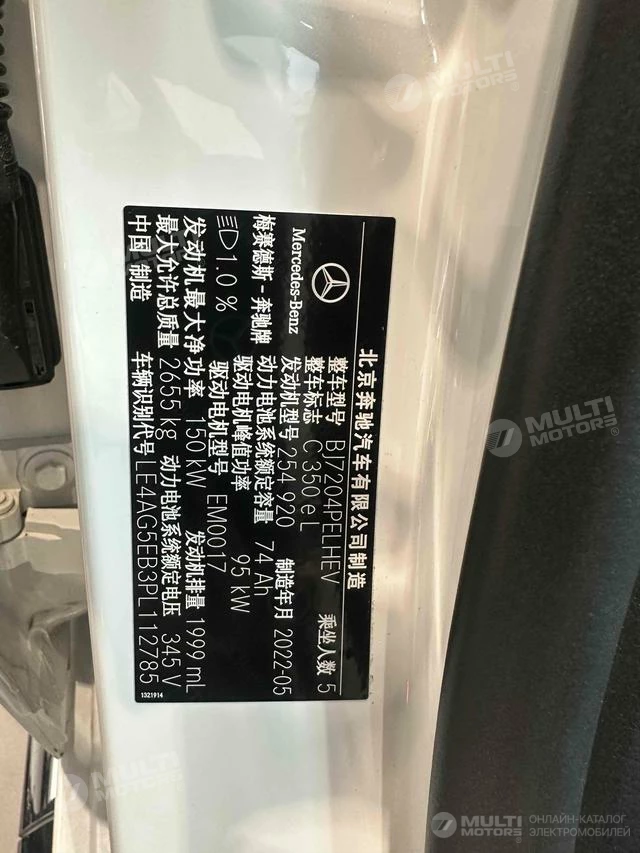 北京奔驰汽车有限公司制造
Mercedes-Benz
整车型号 BJ7204PELHEV 乘坐人数 5
整车标志 C 350 e L
梅赛德斯-奔驰牌 发动机型号 254 920 制造年月 2022-05
动力电池系统额定容量 74 Ah
1.0 % 驱动电机峰值功率 95 kW
驱动电机型号 EM0017
发动机最大净功率 150 kW 发动机排量 1999 mL
最大允许总质量 2655 kg 动力电池系统额定电压 345 V
中国 制造 车辆识别代号 LE4AG5EB3PL112785
1321914
MULTI MOTORS®
MULTI MOTORS®
MULTI MOTORS®
MULTI MOTORS®
MULTI MOTORS®
ОНЛАЙН-КАТАЛОГ
ЭЛЕКТРОМОБИЛЕЙ